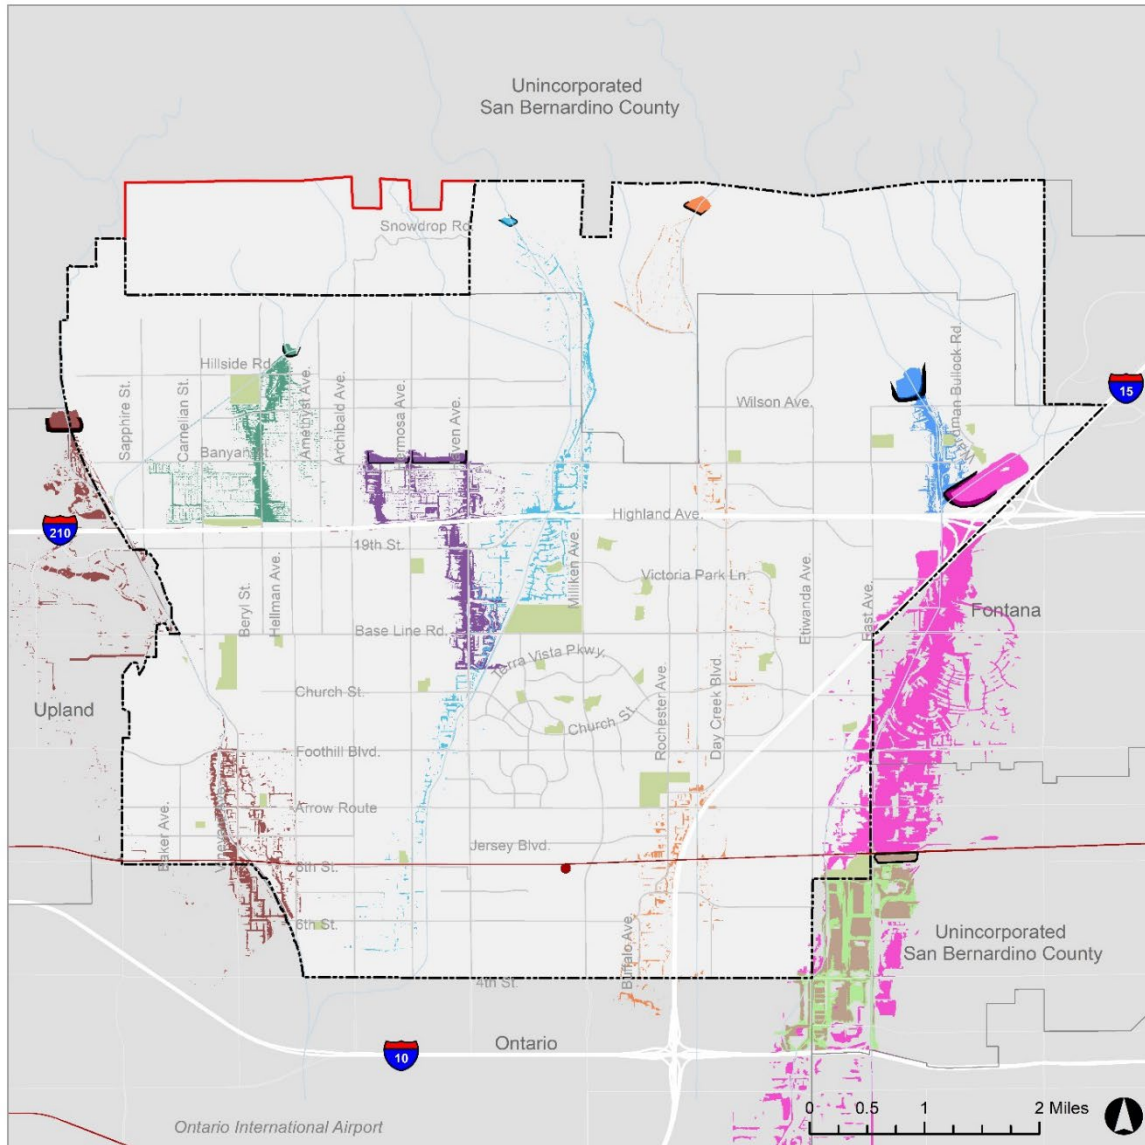 Unincorporated
San Bernardino County
Snowdrop Rd.
Hillside Rd.
Wardman Bullock Rd.
15
Sapphire St.
Carnelian St.
Amethyst Ave.
Archibald Ave.
Wilson Ave.
Banyan St.
Highland Ave.
210
19th St.
Milliken Ave.
Victoria Park Ln.
Beryl St.
Hellman Ave.
Etiwanda Ave.
East Ave.
Fontana
Base Line Rd.
Terra Vista Pkwy.
Church St.
Rochester Ave.
Day Creek Blvd.
Church St.
Upland
Foothill Blvd.
Baker Ave.
Arrow Route
Jersey Blvd.
8th St.
6th St.
Buffalo Ave.
Unincorporated
San Bernardino County
4th St.
Ontario
10
0 0.5 1 2 Miles
Ontario International Airport